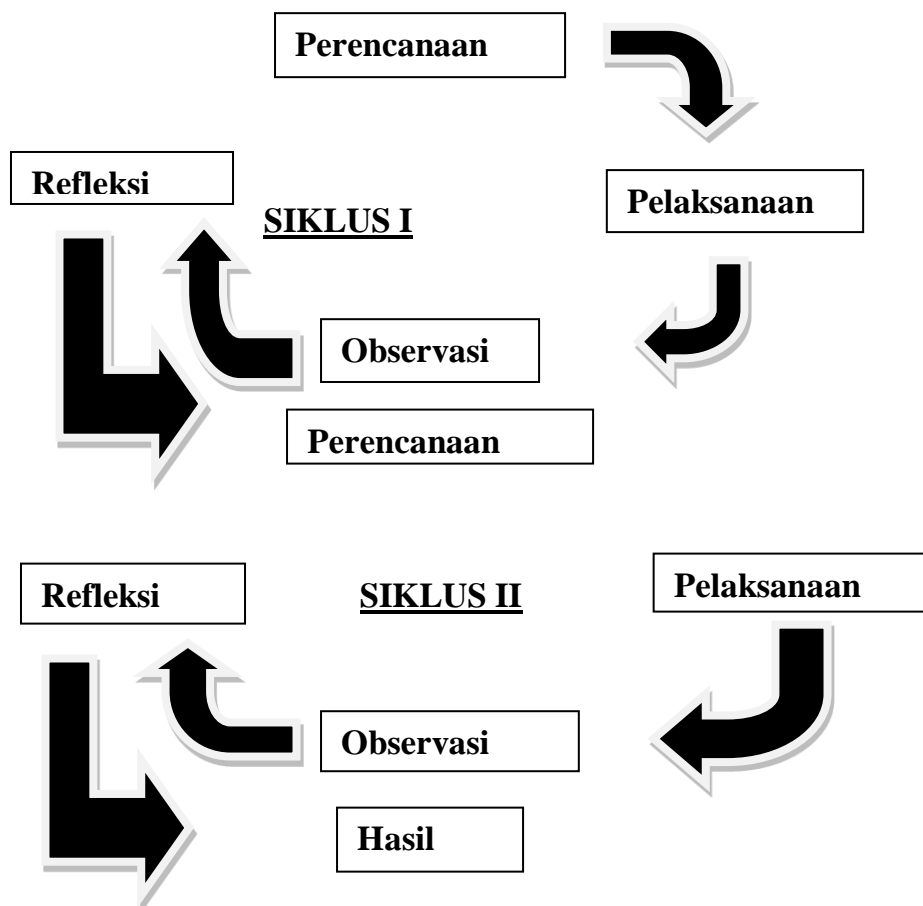 Perencanaan
Refleksi
Pelaksanaan
SIKLUS I
Observasi
Perencanaan
Refleksi
SIKLUS II
Pelaksanaan
Observasi
Hasil